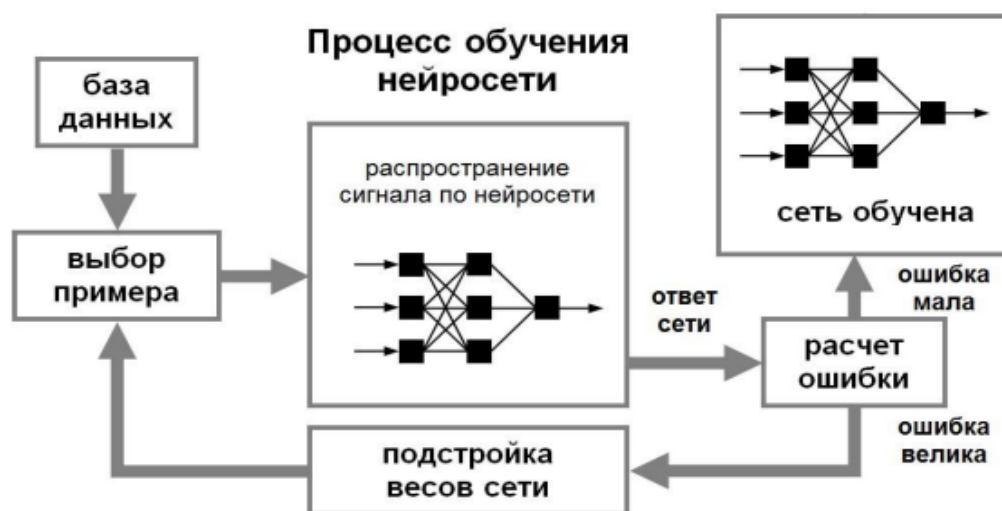 Процесс обучения
нейросети
база
данных
выбор
примера
распространение
сигнала по нейросети
ответ
сети
расчет
ошибки
ошибка
мала
сеть обучена
ошибка
велика
подстройка
весов сети